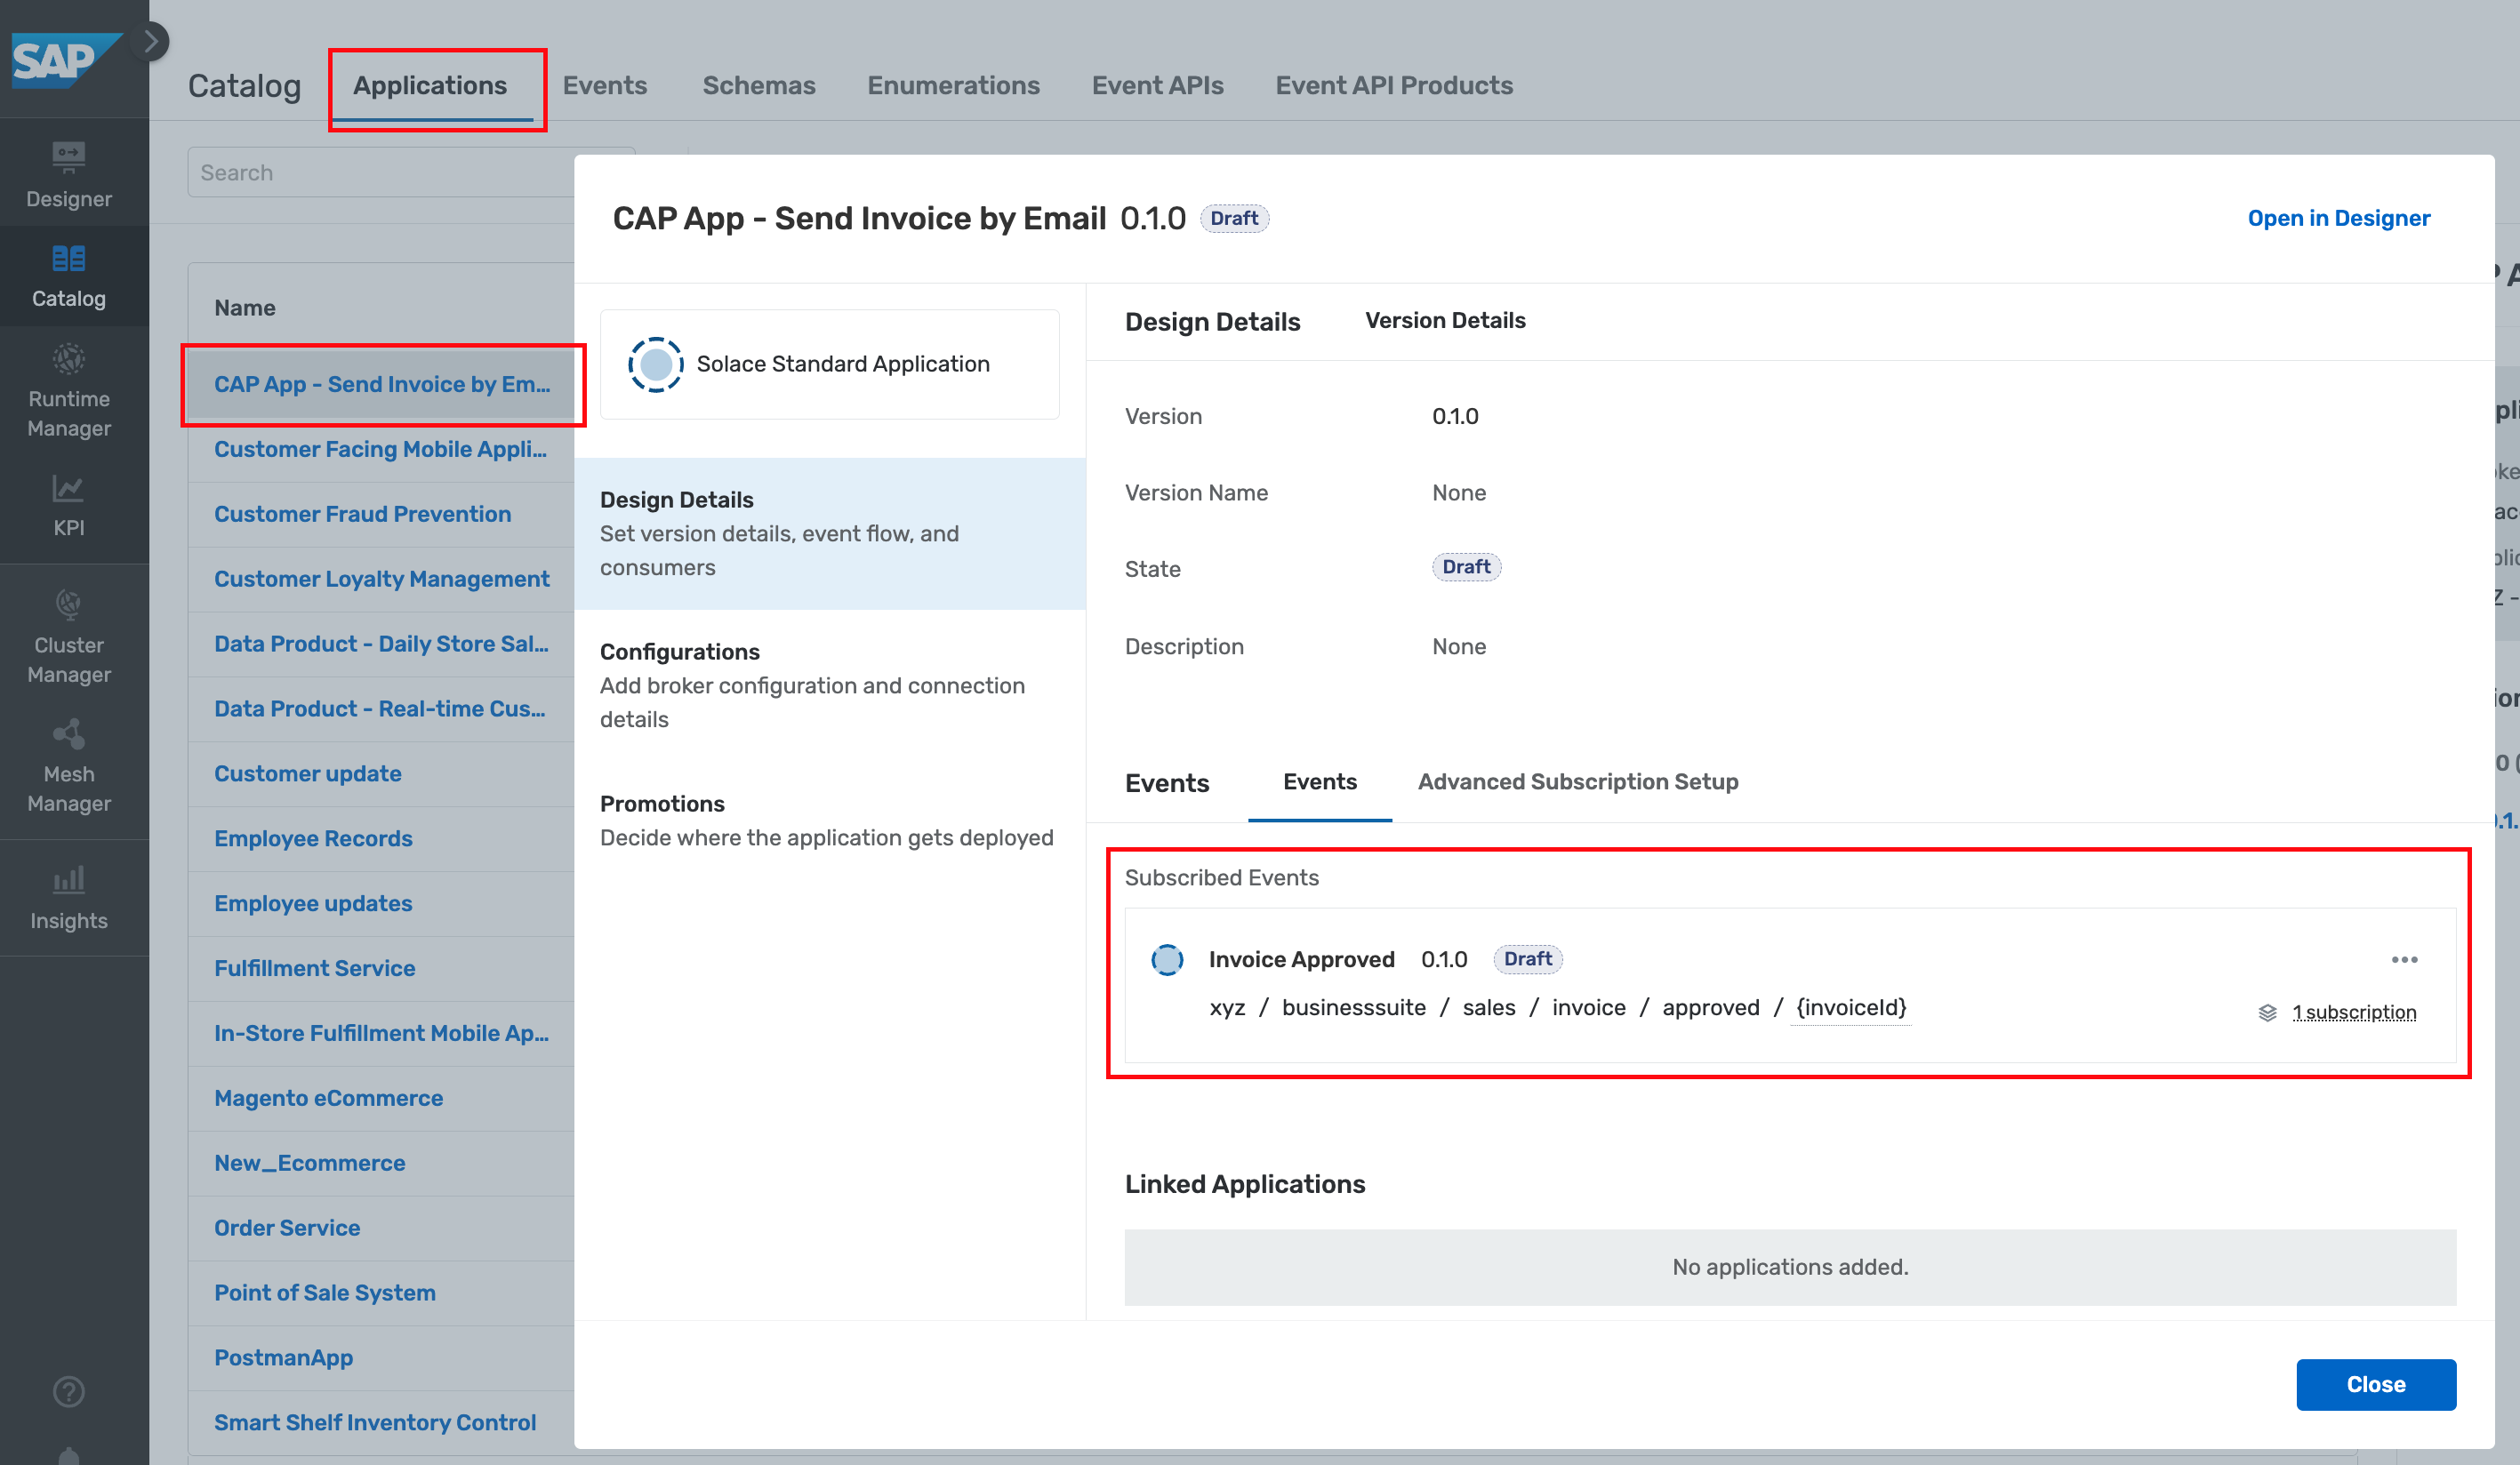 SAP
Catalog
Applications
Events
Schemas
Enumerations
Event APIs
Event API Products
Designer
Catalog
Runtime
Manager
KPI
Cluster
Manager
Mesh
Manager
Insights
Search
Name
CAP App - Send Invoice by Em...
Customer Facing Mobile Appli...
Customer Fraud Prevention
Customer Loyalty Management
Data Product - Daily Store Sal...
Data Product - Real-time Cus...
Customer update
Employee Records
Employee updates
Fulfillment Service
In-Store Fulfillment Mobile Ap...
Magento eCommerce
New_Ecommerce
Order Service
Point of Sale System
PostmanApp
Smart Shelf Inventory Control
CAP App - Send Invoice by Email 0.1.0 Draft
Open in Designer
Solace Standard Application
Design Details
Set version details, event flow, and
consumers
Configurations
Add broker configuration and connection
details
Promotions
Decide where the application gets deployed
Design Details
Version Details
Version 0.1.0
Version Name None
State Draft
Description None
Events
Events
Advanced Subscription Setup
Subscribed Events
Invoice Approved 0.1.0 Draft
xyz / businesssuite / sales / invoice / approved / {invoiceId}
1 subscription
Linked Applications
No applications added.
Close